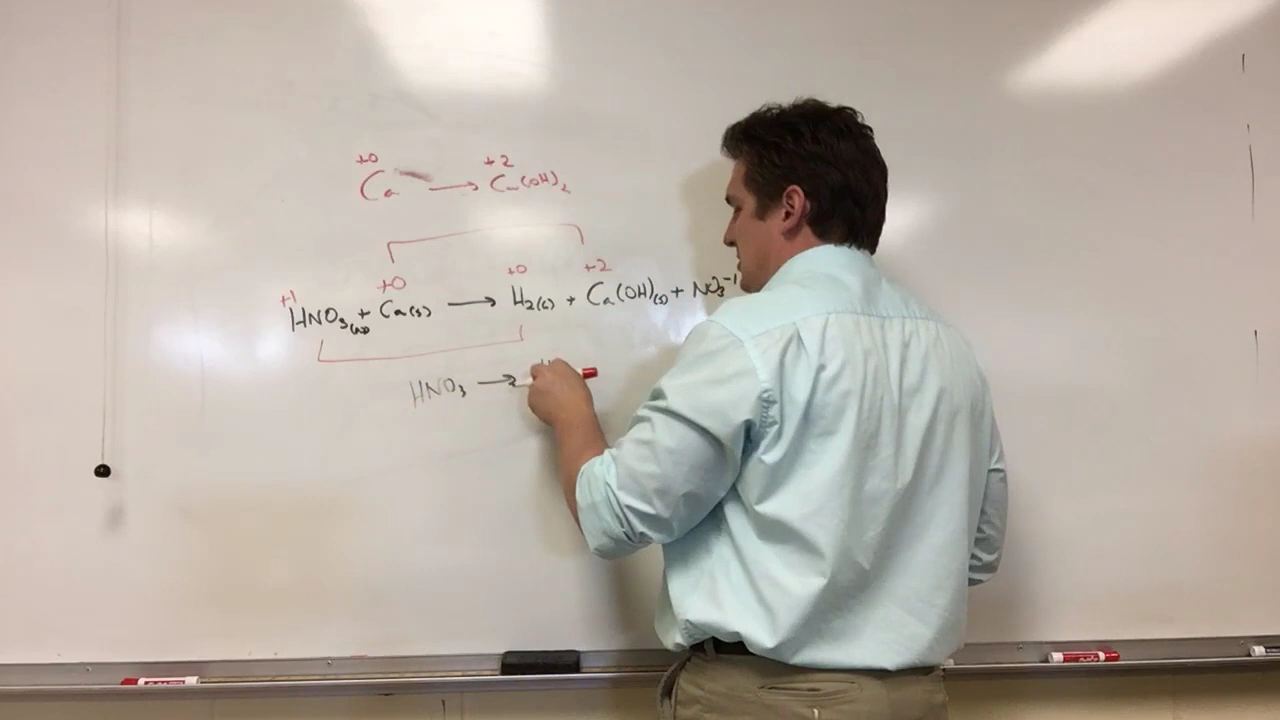 +0 +2
Ca → Ca(OH)₂
+1 +0 +0 +2
HNO₃(aq) + Ca(s) → H₂(G) + Ca(OH)(s) + NO₃⁻¹
HNO₃ →